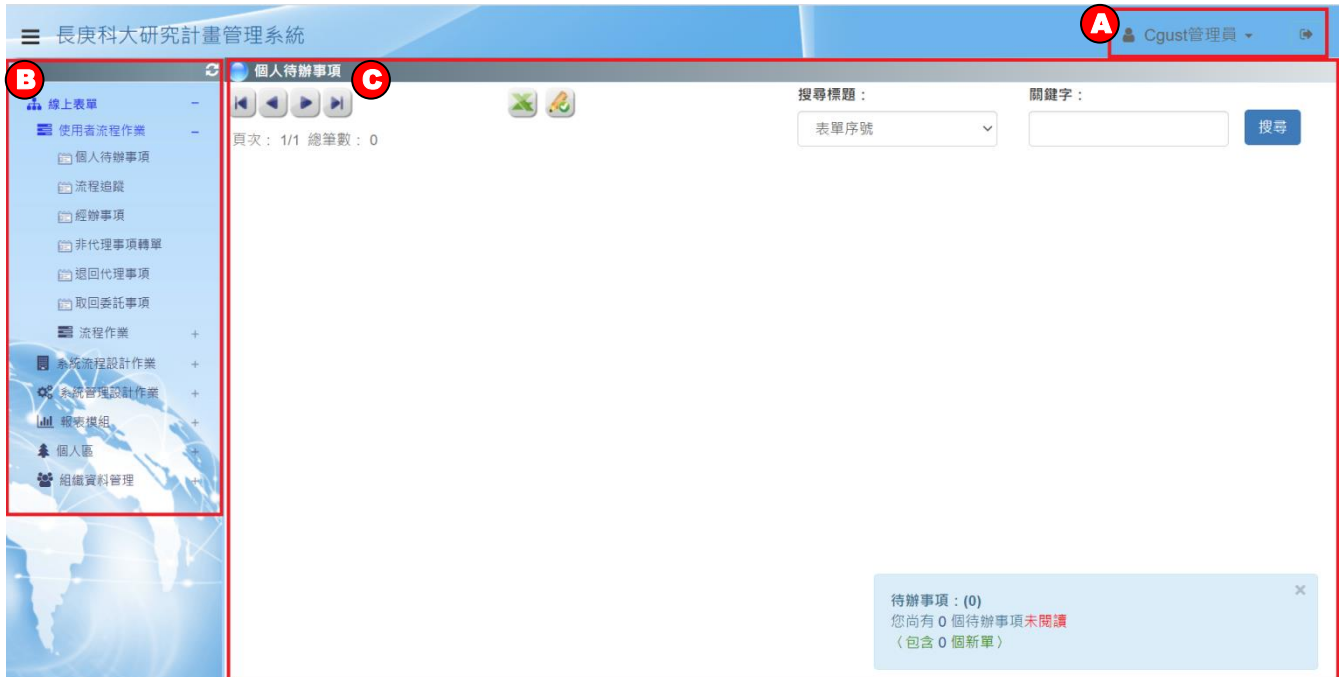 長庚科大研究計畫管理系統
A
Cgust管理員
B
線上表單 −
使用者流程作業 −
個人待辦事項
流程追蹤
經辦事項
非代理事項轉單
退回代理事項
取回委託事項
流程作業 +
系統流程設計作業 +
系統管理設計作業 +
報表模組 +
個人區 +
組織資料管理 +
個人待辦事項
C
頁次： 1/1 總筆數： 0
搜尋標題：
表單序號
關鍵字：
搜尋
待辦事項：(0) ×
您尚有 0 個待辦事項未閱讀
（包含 0 個新單）